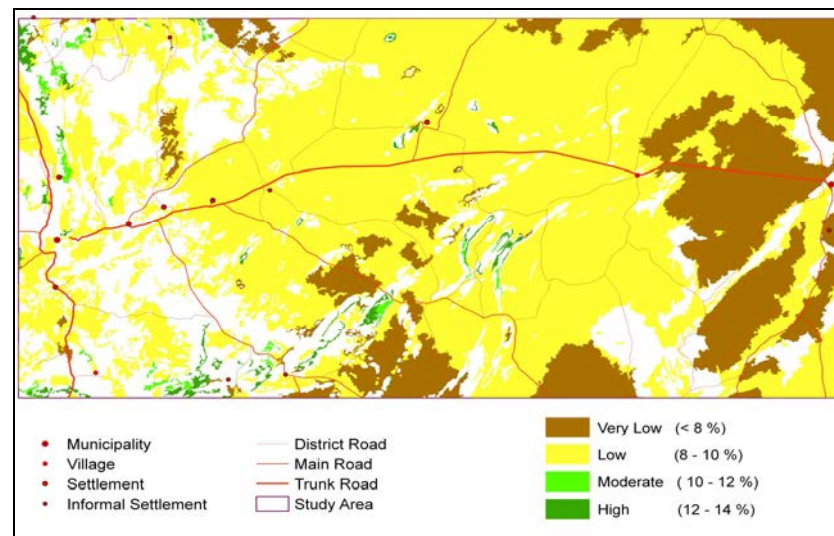 Municipality
Village
Settlement
Informal Settlement
District Road
Main Road
Trunk Road
Study Area
Very Low (< 8 %)
Low (8 - 10 %)
Moderate ( 10 - 12 %)
High (12 - 14 %)